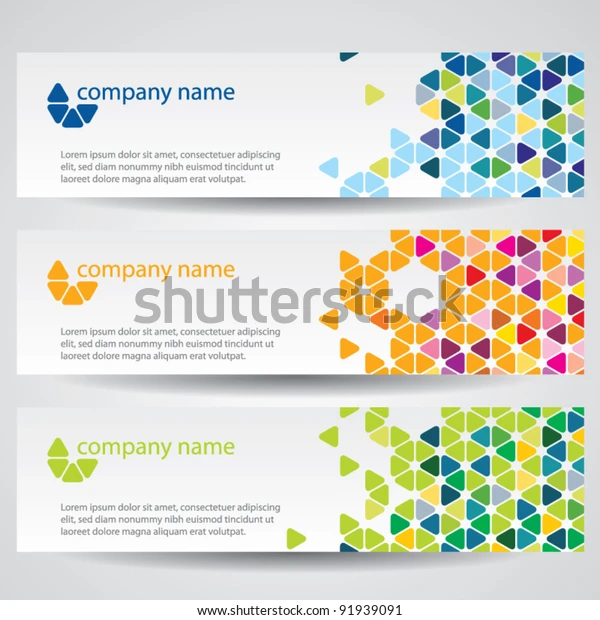 company name
Lorem ipsum dolor sit amet, consectetuer adipiscing
elit, sed diam nonummy nibh euismod tincidunt ut
laoreet dolore magna aliquam erat volutpat.
company name
Lorem ipsum dolor sit amet, consectetuer adipiscing
elit, sed diam nonummy nibh euismod tincidunt ut
laoreet dolore magna aliquam erat volutpat.
shutterstock
company name
Lorem ipsum dolor sit amet, consectetuer adipiscing
elit, sed diam nonummy nibh euismod tincidunt ut
laoreet dolore magna aliquam erat volutpat.
shutterstock.com · 91939091